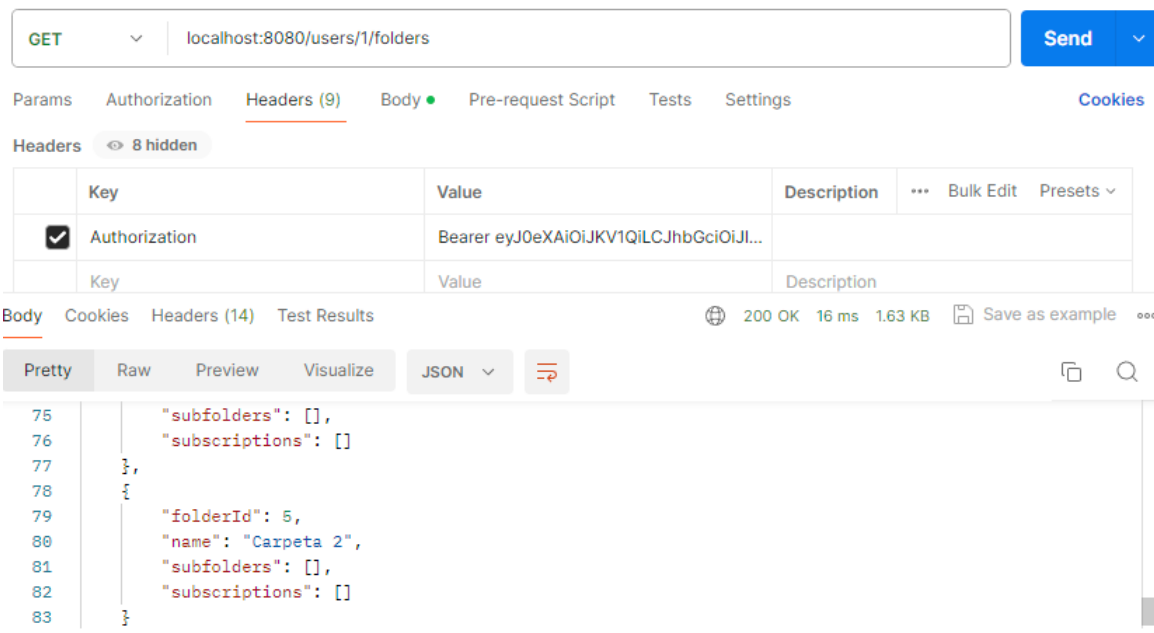 GET localhost:8080/users/1/folders Send
Params Authorization Headers (9) Body Pre-request Script Tests Settings Cookies
Headers 8 hidden
Key Value Description Bulk Edit Presets
Authorization Bearer eyJ0eXAiOiJKV1QiLCJhbGciOiJI...
Key Value Description
Body Cookies Headers (14) Test Results 200 OK 16 ms 1.63 KB Save as example
Pretty Raw Preview Visualize JSON
75 "subfolders": [],
76 "subscriptions": []
77 },
78 {
79 "folderId": 5,
80 "name": "Carpeta 2",
81 "subfolders": [],
82 "subscriptions": []
83 }